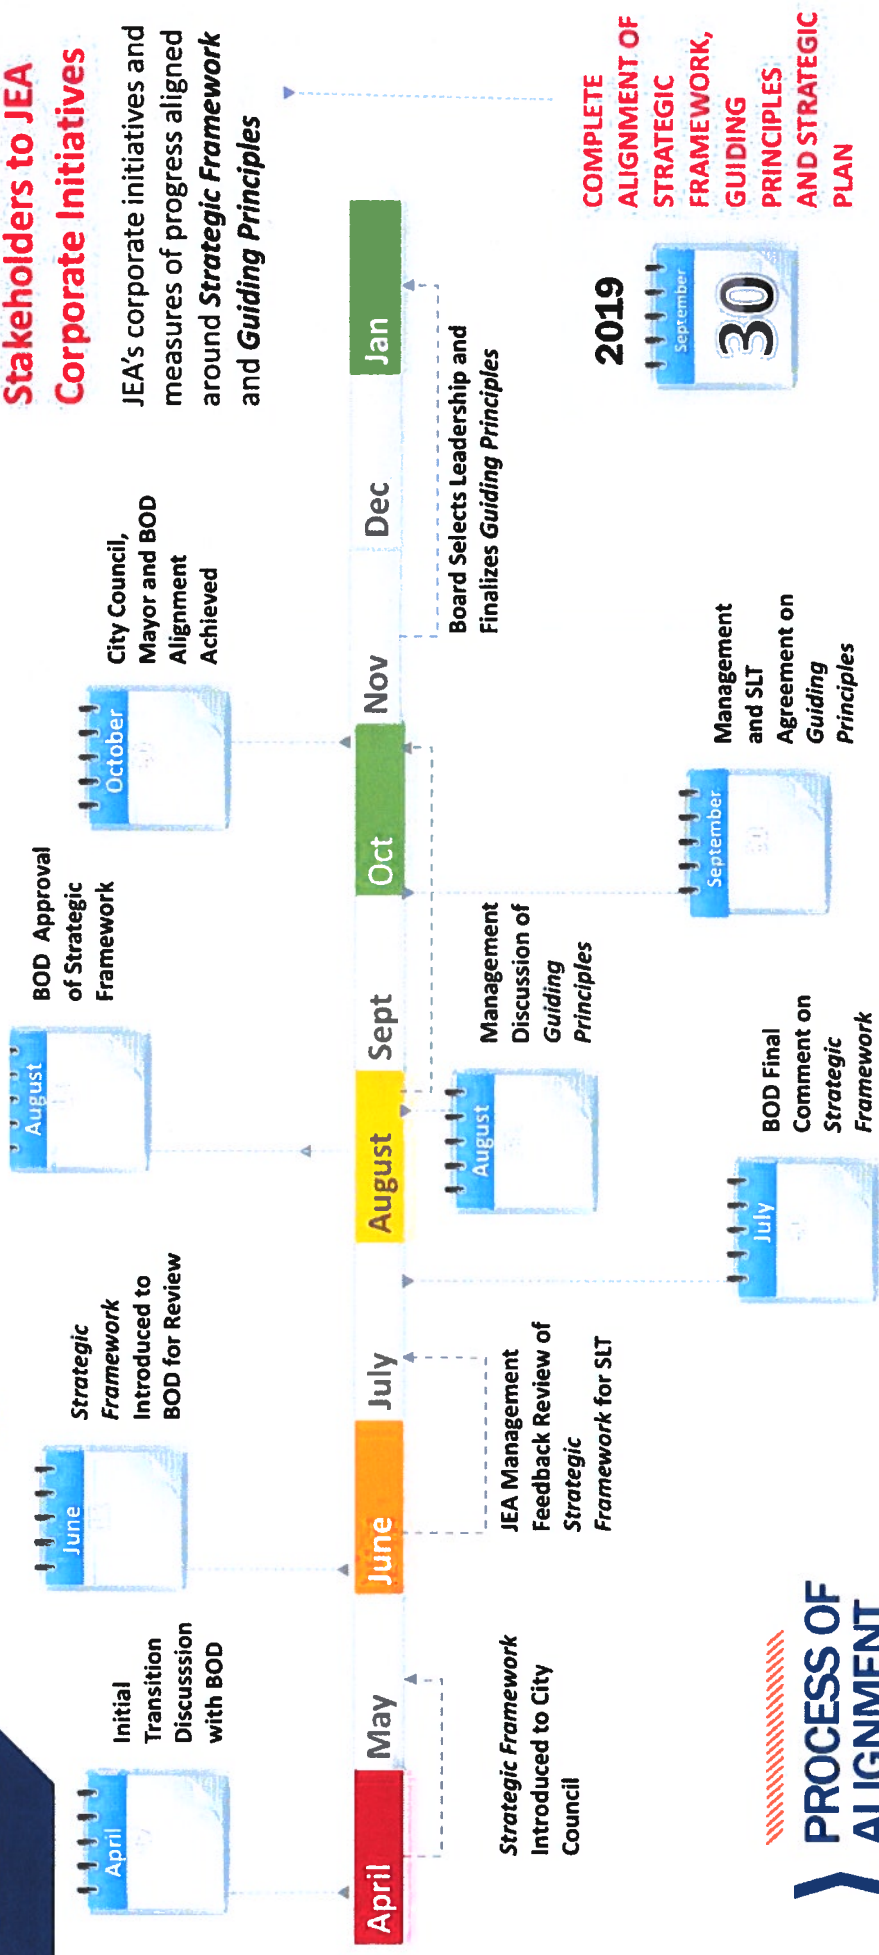 Stakeholders to JEA
Corporate Initiatives
JEA's corporate initiatives and
measures of progress aligned
around Strategic Framework
and Guiding Principles
April
Initial
Transition
Discusssion
with BOD
June
Strategic
Framework
Introduced to
BOD for Review
August
BOD Approval
of Strategic
Framework
October
City Council,
Mayor and BOD
Alignment
Achieved
April
May
June
July
August
Sept
Oct
Nov
Dec
Jan
Strategic Framework
Introduced to City
Council
JEA Management
Feedback Review of
Strategic
Framework for SLT
July
BOD Final
Comment on
Strategic
Framework
August
Management
Discussion of
Guiding
Principles
September
Management
and SLT
Agreement on
Guiding
Principles
Board Selects Leadership and
Finalizes Guiding Principles
2019
September
30
COMPLETE
ALIGNMENT OF
STRATEGIC
FRAMEWORK,
GUIDING
PRINCIPLES
AND STRATEGIC
PLAN
PROCESS OF
ALIGNMENT